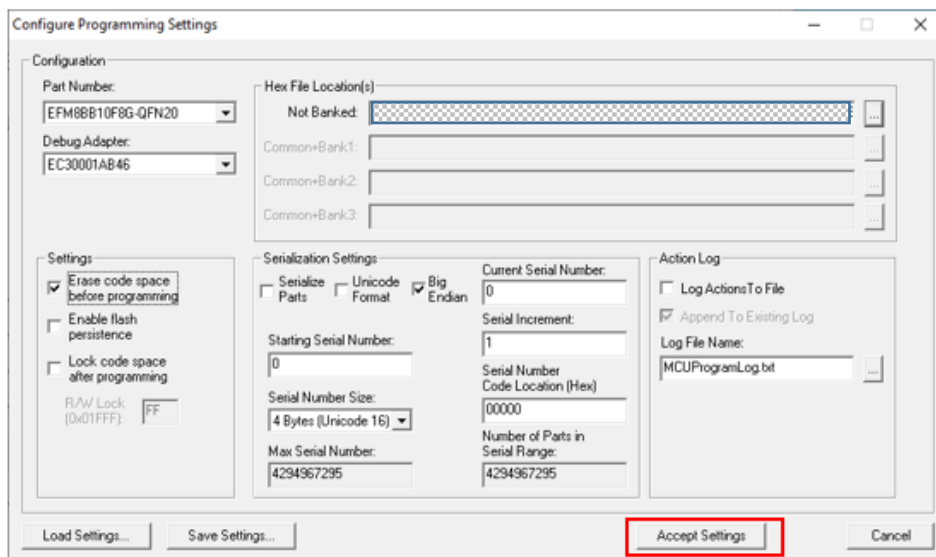 Configure Programming Settings
Configuration
Part Number:
EFM8BB10F8G-QFN20
Debug Adapter:
EC30001AB46
Hex File Location(s)
Not Banked:
...
Common+Bank1:
...
Common+Bank2:
...
Common+Bank3:
...
Settings
Erase code space
before programming
Enable flash
persistence
Lock code space
after programming
R/W Lock
(0x01FFF):
FF
Serialization Settings
Serialize
Parts
Unicode
Format
Big
Endian
Starting Serial Number:
0
Serial Number Size:
4 Bytes (Unicode 16)
Max Serial Number:
4294967295
Current Serial Number:
0
Serial Increment:
1
Serial Number
Code Location (Hex)
00000
Number of Parts in
Serial Range:
4294967295
Action Log
Log ActionsTo File
Append To Existing Log
Log File Name:
MCUProgramLog.txt
...
Load Settings...
Save Settings...
Accept Settings
Cancel